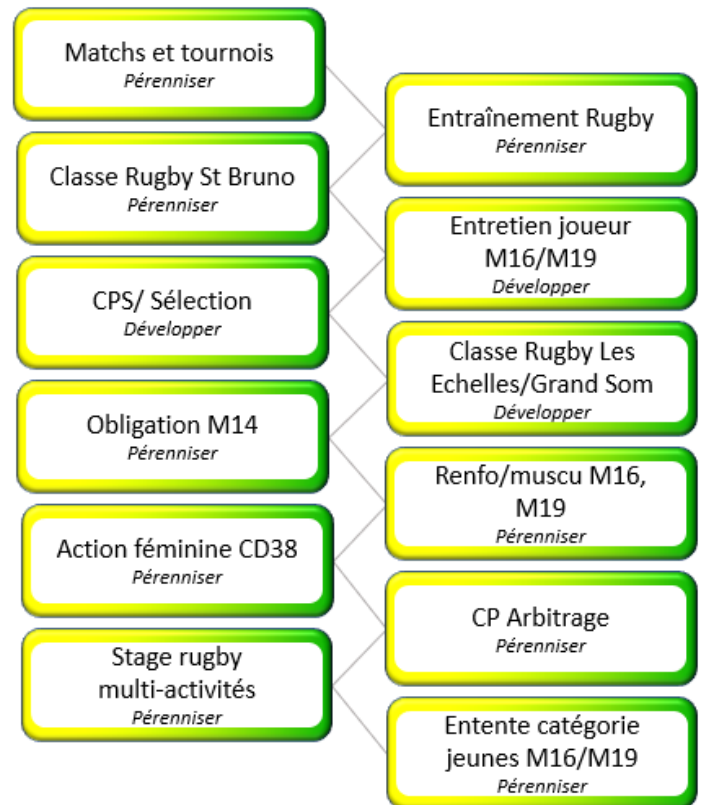 Matchs et tournois
Pérenniser
Entraînement Rugby
Pérenniser
Classe Rugby St Bruno
Pérenniser
Entretien joueur
M16/M19
Développer
CPS/ Sélection
Développer
Classe Rugby Les
Echelles/Grand Som
Développer
Obligation M14
Pérenniser
Renfo/muscu M16,
M19
Pérenniser
Action féminine CD38
Pérenniser
CP Arbitrage
Pérenniser
Stage rugby
multi-activités
Pérenniser
Entente catégorie
jeunes M16/M19
Pérenniser